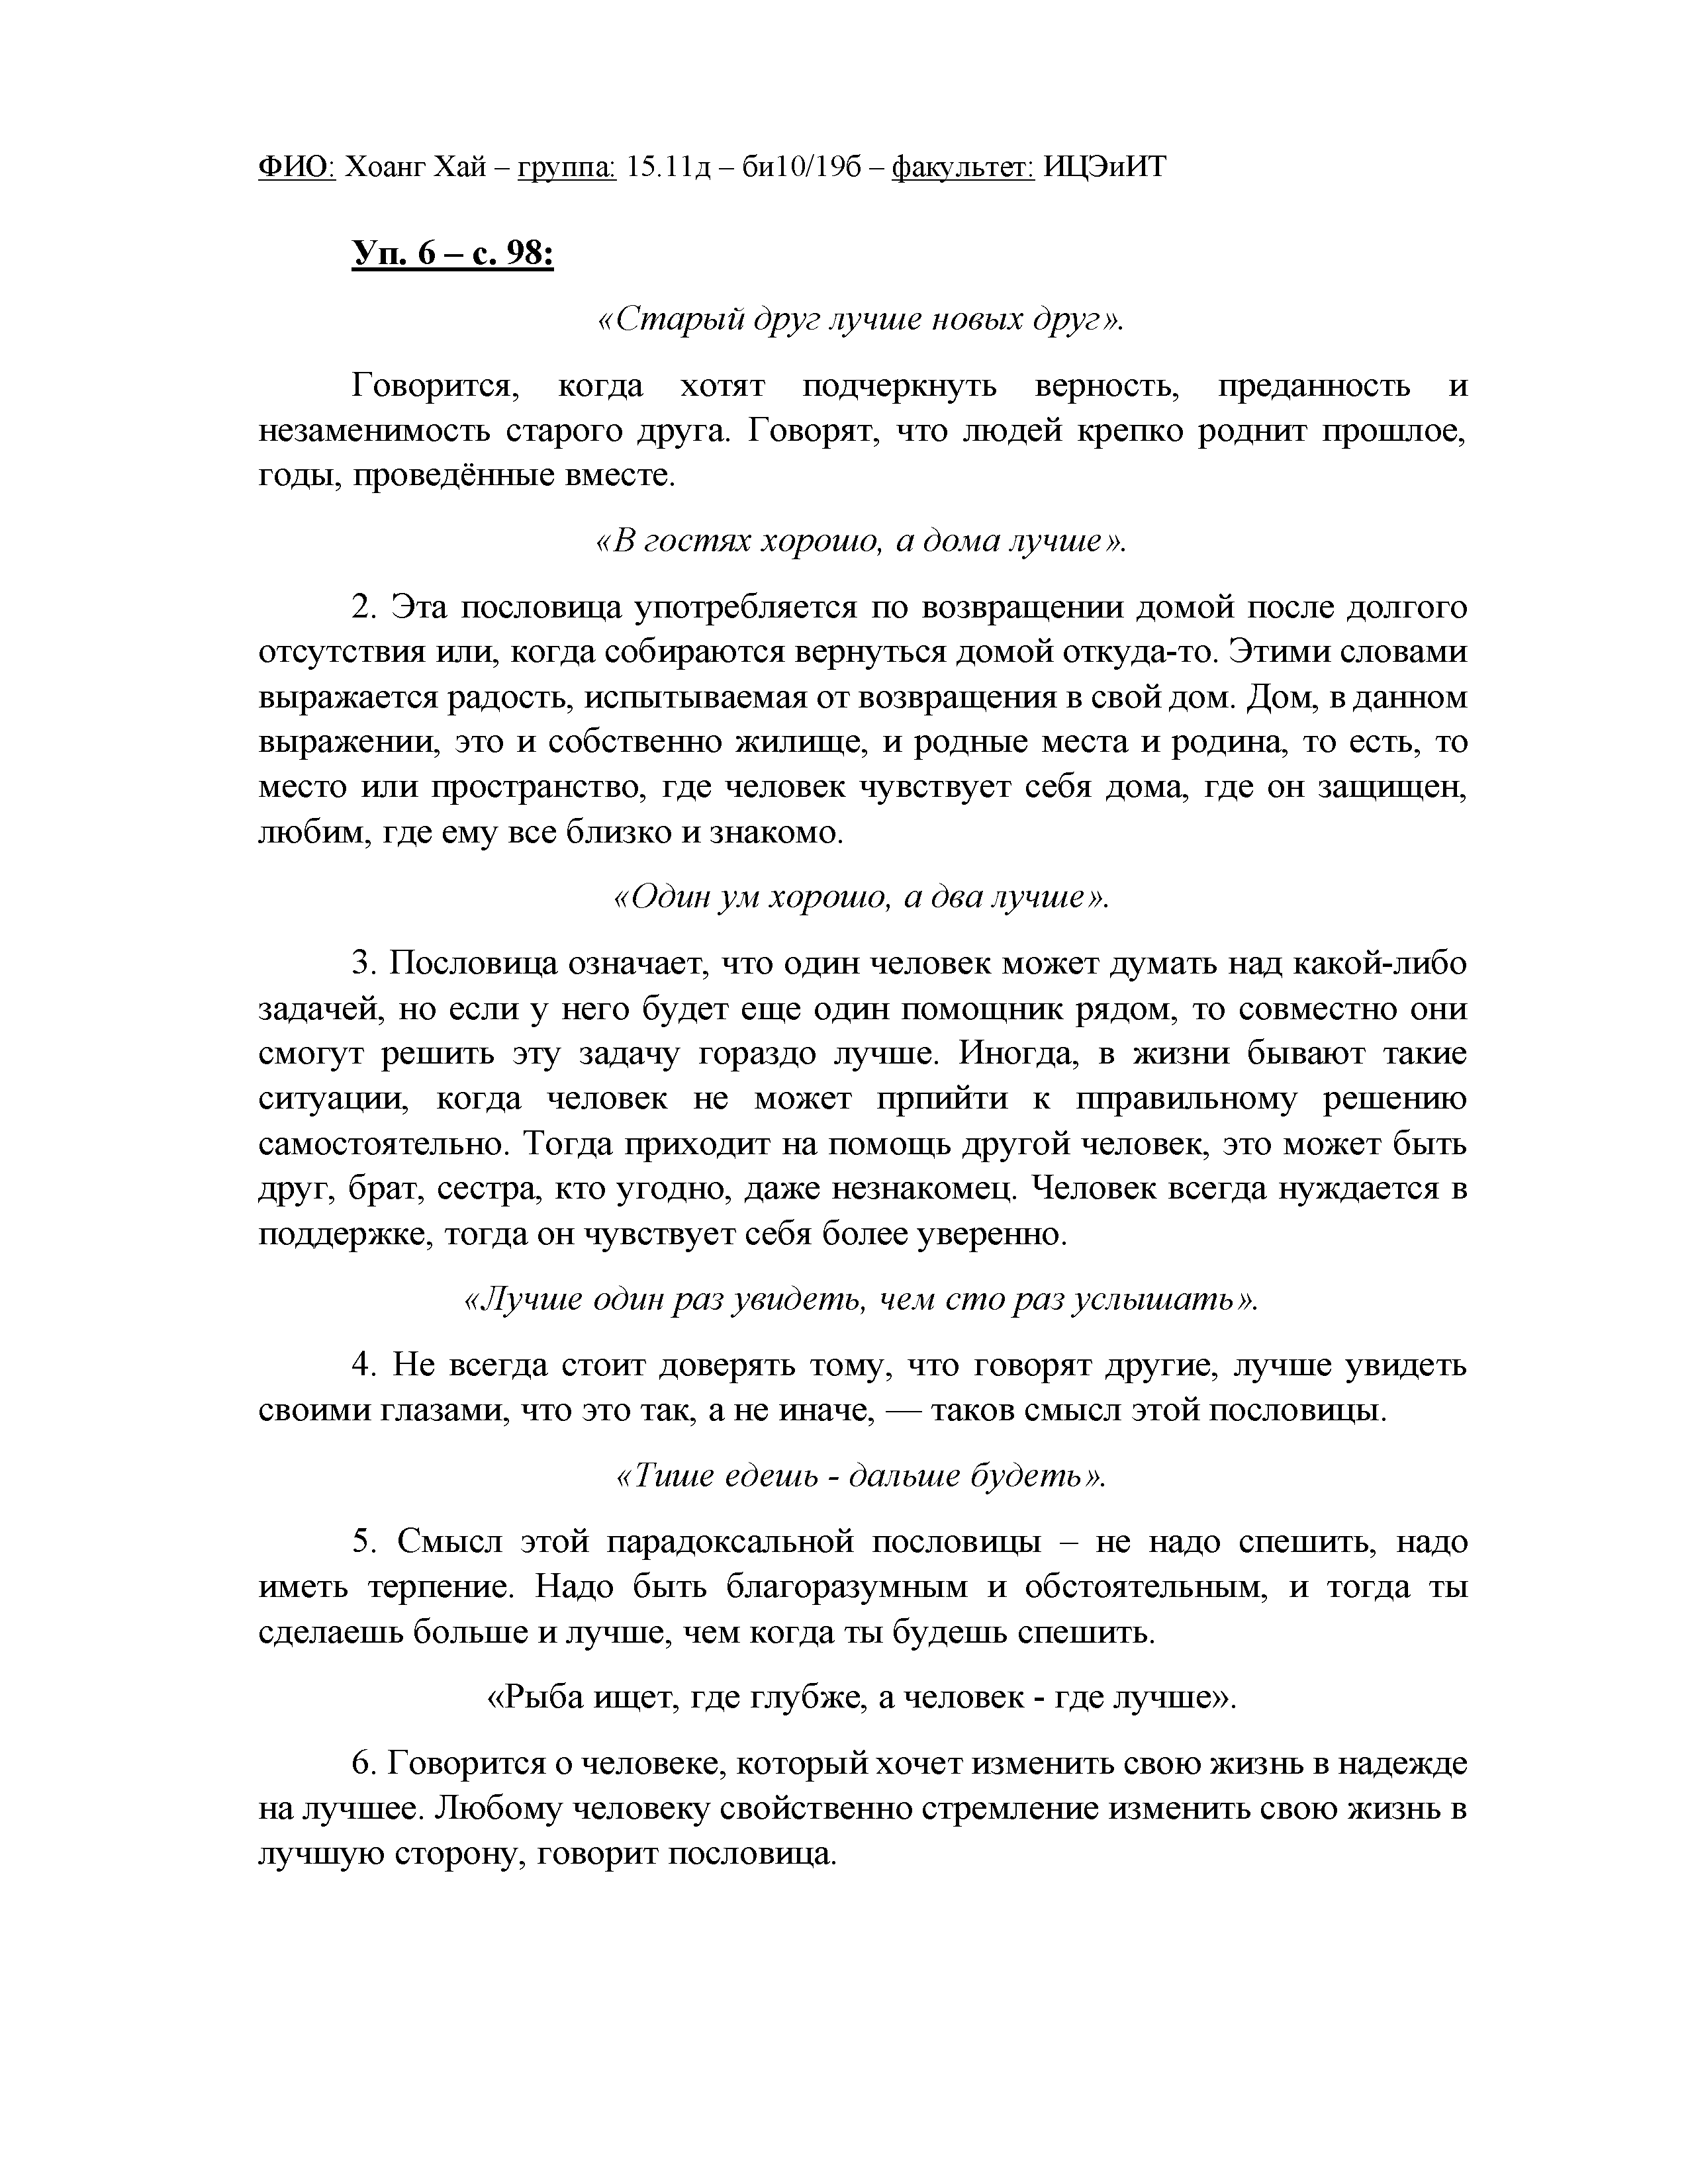 ФИО: Хоанг Хай – группа: 15.11д – би10/19б – факультет: ИЦЭиИТ
Уп. 6 – с. 98:
«Старый друг лучше новых друг».
Говорится, когда хотят подчеркнуть верность, преданность и
незаменимость старого друга. Говорят, что людей крепко роднит прошлое,
годы, проведённые вместе.
«В гостях хорошо, а дома лучше».
2. Эта пословица употребляется по возвращении домой после долгого
отсутствия или, когда собираются вернуться домой откуда-то. Этими словами
выражается радость, испытываемая от возвращения в свой дом. Дом, в данном
выражении, это и собственно жилище, и родные места и родина, то есть, то
место или пространство, где человек чувствует себя дома, где он защищен,
любим, где ему все близко и знакомо.
«Один ум хорошо, а два лучше».
3. Пословица означает, что один человек может думать над какой-либо
задачей, но если у него будет еще один помощник рядом, то совместно они
смогут решить эту задачу гораздо лучше. Иногда, в жизни бывают такие
ситуации, когда человек не может прпийти к пправильному решению
самостоятельно. Тогда приходит на помощь другой человек, это может быть
друг, брат, сестра, кто угодно, даже незнакомец. Человек всегда нуждается в
поддержке, тогда он чувствует себя более уверенно.
«Лучше один раз увидеть, чем сто раз услышать».
4. Не всегда стоит доверять тому, что говорят другие, лучше увидеть
своими глазами, что это так, а не иначе, — таков смысл этой пословицы.
«Тише едешь - дальше будеть».
5. Смысл этой парадоксальной пословицы – не надо спешить, надо
иметь терпение. Надо быть благоразумным и обстоятельным, и тогда ты
сделаешь больше и лучше, чем когда ты будешь спешить.
«Рыба ищет, где глубже, а человек - где лучше».
6. Говорится о человеке, который хочет изменить свою жизнь в надежде
на лучшее. Любому человеку свойственно стремление изменить свою жизнь в
лучшую сторону, говорит пословица.